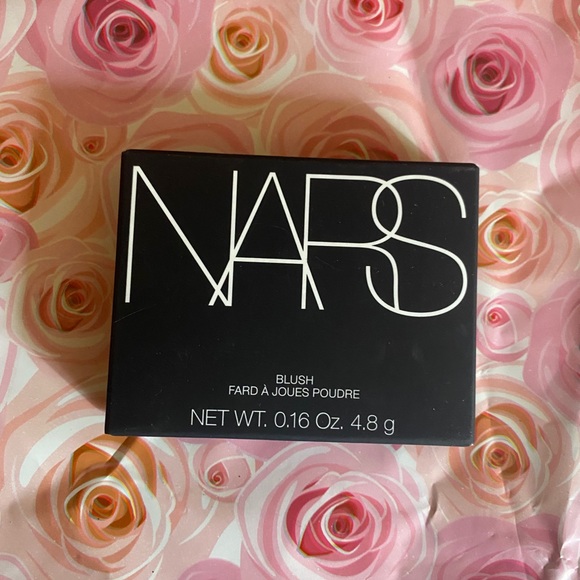 NARS
BLUSH
FARD À JOUES POUDRE
NET WT. 0.16 Oz. 4.8 g